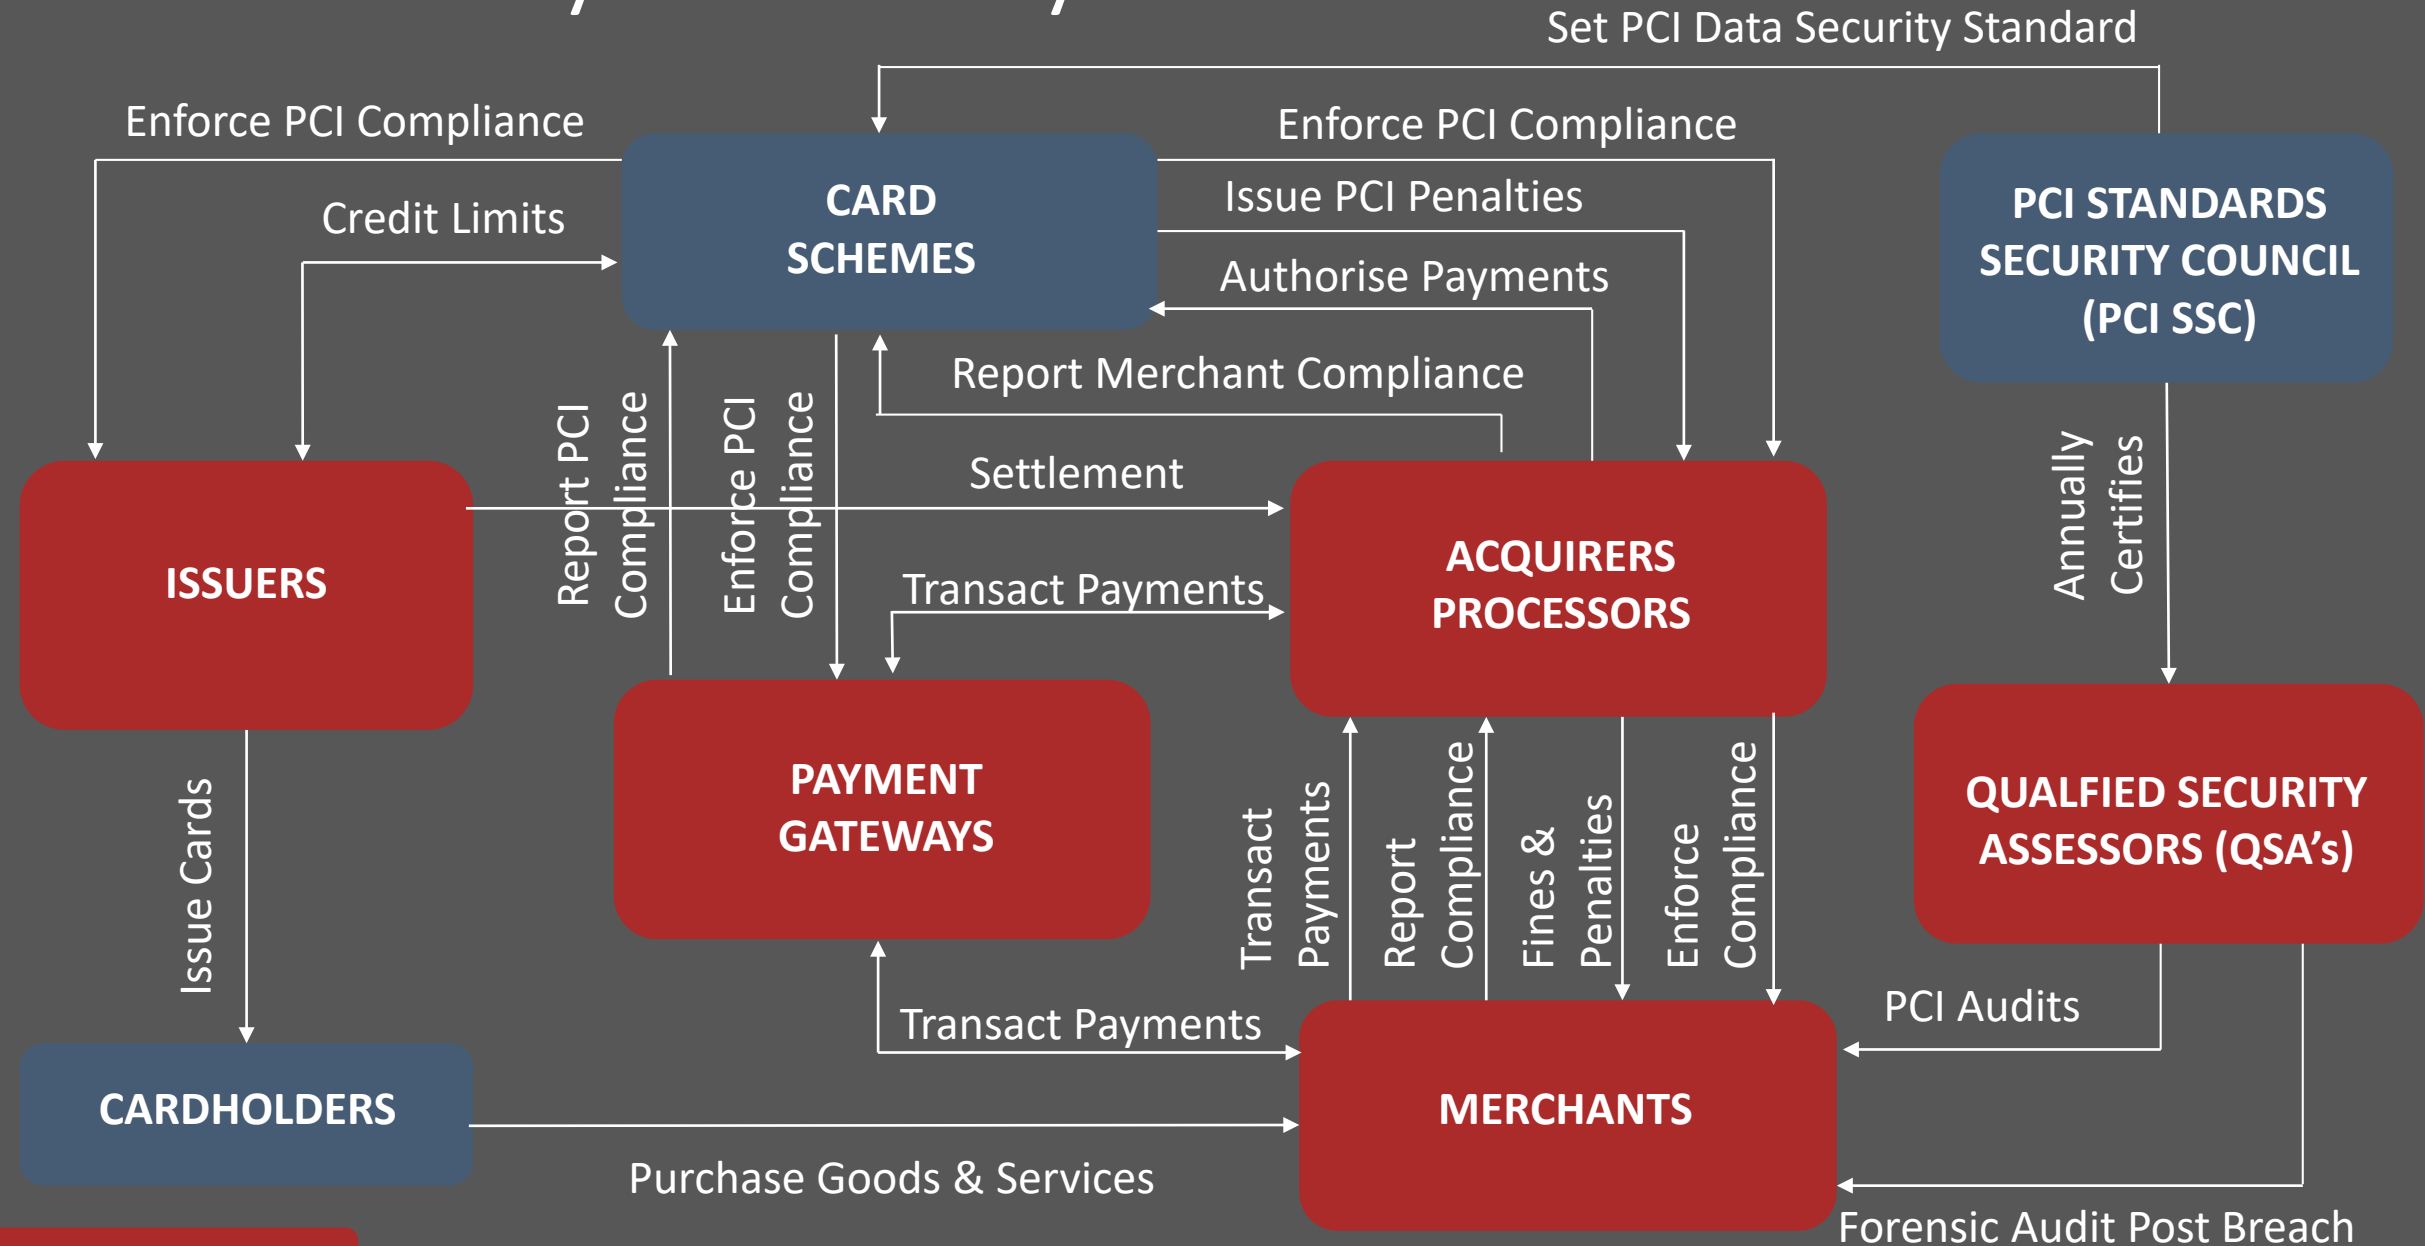 Set PCI Data Security Standard
Enforce PCI Compliance
Enforce PCI Compliance
CARD
SCHEMES
Issue PCI Penalties
Credit Limits
Authorise Payments
PCI STANDARDS
SECURITY COUNCIL
(PCI SSC)
Report Merchant Compliance
Report PCI
Compliance
Enforce PCI
Compliance
Settlement
Annually
Certifies
ISSUERS
ACQUIRERS
PROCESSORS
Transact Payments
PAYMENT
GATEWAYS
QUALFIED SECURITY
ASSESSORS (QSA's)
Issue Cards
Transact
Payments
Report
Compliance
Fines &
Penalties
Enforce
Compliance
Transact Payments
PCI Audits
CARDHOLDERS
MERCHANTS
Purchase Goods & Services
Forensic Audit Post Breach